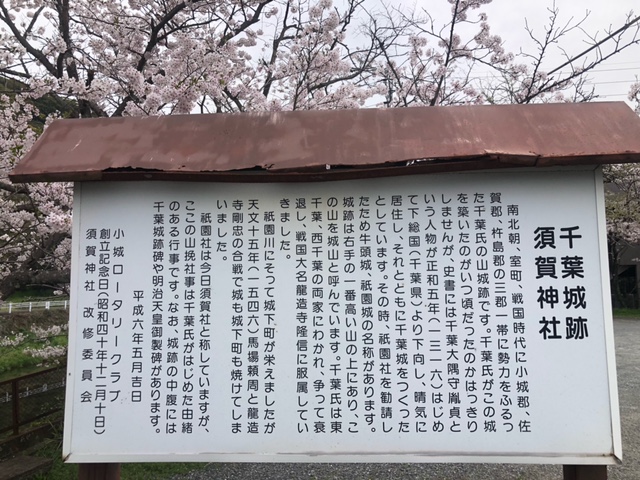 千葉城跡
須賀神社
南北朝、室町、戦国時代に小城郡、佐
賀郡、杵島郡の三郡一帯に勢力をふるっ
た千葉氏の山城跡です。千葉氏がこの城
を築いたのがいつ頃だったのかはっきり
しませんが、史書には千葉大隅守胤貞と
いう人物が正和五年(一三一六)はじめ
て下総国(千葉県)より下向し、晴気に
居住し、それとともに千葉城をつくった
としています。その時、祇園社を勧請し
たため牛頭城、祇園城の名称があります。
城跡は右手の一番高い山の上にあり、こ
の山を城山と呼んでいます。千葉氏は東
千葉、西千葉の両家にわかれ、争って衰
退し、戦国大名龍造寺隆信に服属してい
きました。
祇園川にそって城下町が栄えましたが
天文十五年(一五四六)馬場頼周と龍造
寺剛忠の合戦で城も城下町も焼けてしま
いました。
祇園社は今日須賀社と称していますが、
ここの山挽祇事は千葉氏がはじめた由緒
のある行事です。なお、城跡の中腹には
千葉城跡碑や明治天皇御製碑があります。
平成六年五月吉日
小城ロータリークラブ
創立記念日(昭和四十年十二月十日)
須賀神社 改修委員会